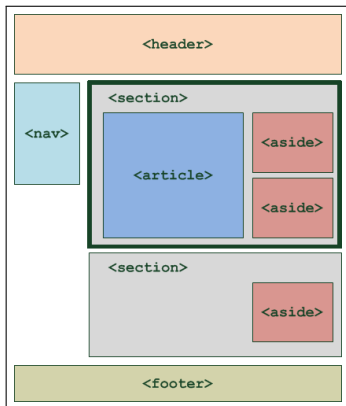 <header>
<nav>
<section>
<article>
<aside>
<aside>
<section>
<aside>
<footer>